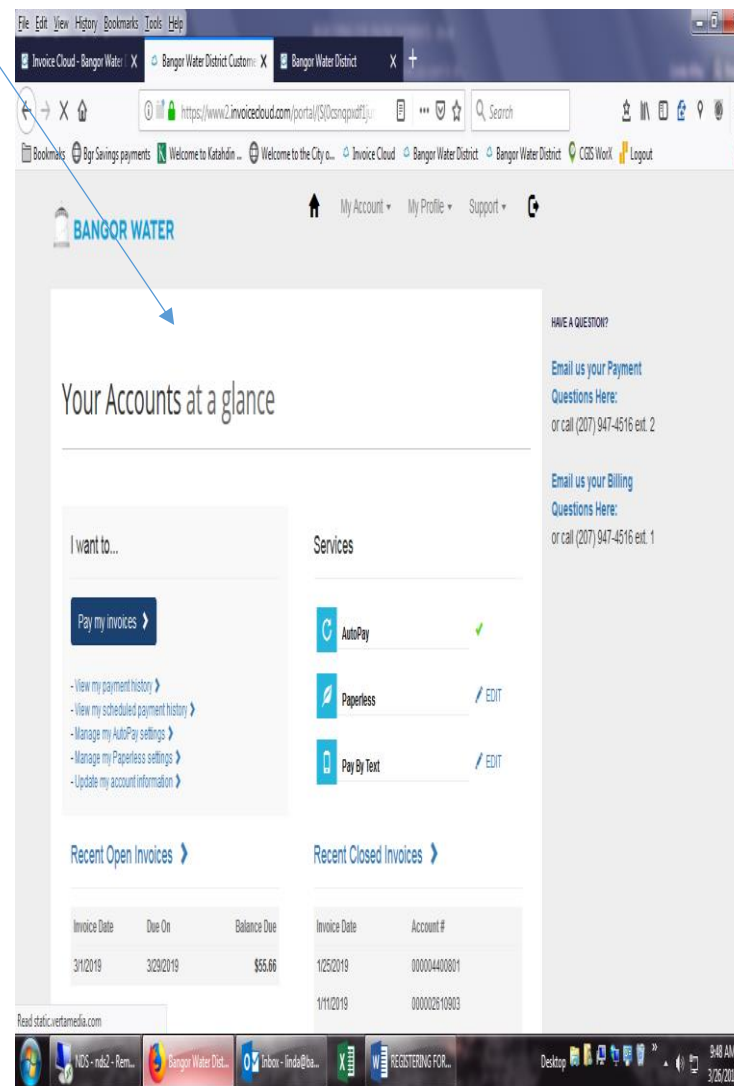 File Edit View History Bookmarks Tools Help
Invoice Cloud - Bangor Water Bangor Water District Custome Bangor Water District
https://www2.invoicecloud.com/portal/ Search
Bookmarks Bgr Savings payments Welcome to Katahdin ... Welcome to the City o... Invoice Cloud Bangor Water District Bangor Water District CGIS WorX Logout
My Account My Profile Support
BANGOR WATER
HAVE A QUESTION?
Email us your Payment
Questions Here:
or call (207) 947-4516 ext. 2
Your Accounts at a glance
Email us your Billing
Questions Here:
or call (207) 947-4516 ext. 1
I want to...
Pay my invoices
- View my payment history
- View my scheduled payment history
- Manage my AutoPay settings
- Manage my Paperless settings
- Update my account information
Services
AutoPay
Paperless EDIT
Pay By Text EDIT
Recent Open Invoices
Invoice Date Due On Balance Due
3/1/2019 3/29/2019 $55.66
Recent Closed Invoices
Invoice Date Account #
1/25/2019 000004400801
1/11/2019 000002610903
Read static.vertamedia.com
NDS - nds2 - Rem... Bangor Water Dist... Inbox - linda@ba... REGISTERING FOR... Desktop 9:48 AM
3/26/201